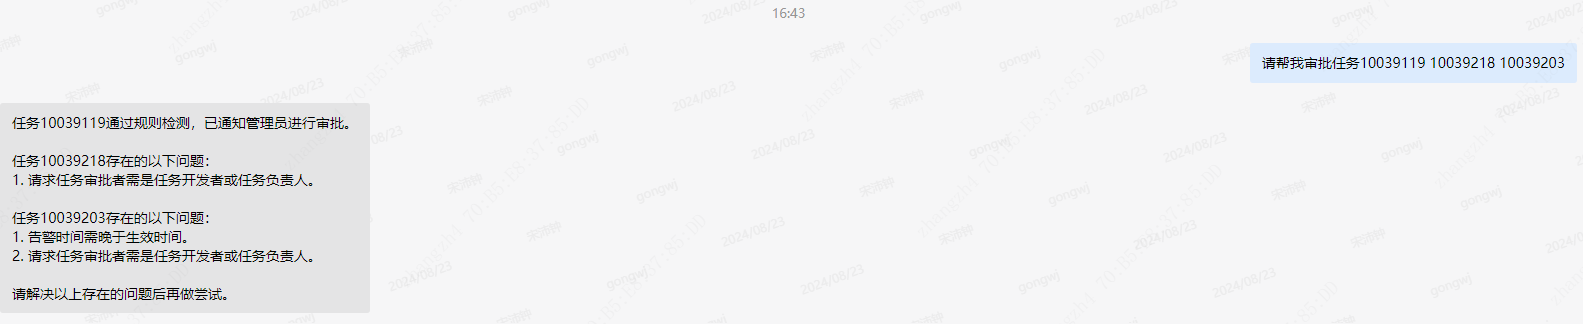 16:43
请帮我审批任务10039119 10039218 10039203
任务10039119通过规则检测，已通知管理员进行审批。
任务10039218存在的以下问题：
1. 请求任务审批者需是任务开发者或任务负责人。
任务10039203存在的以下问题：
1. 告警时间需晚于生效时间。
2. 请求任务审批者需是任务开发者或任务负责人。
请解决以上存在的问题后再做尝试。
gongwj
2024/08/23